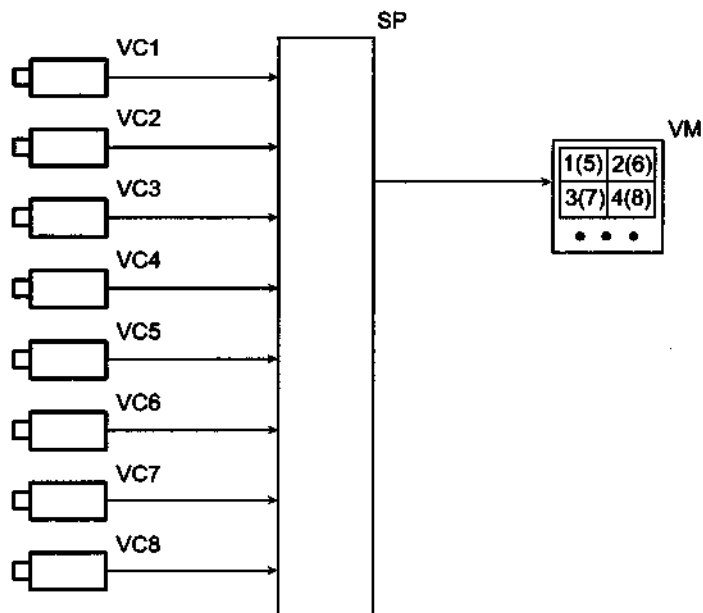 SP
VC1
VC2
VM
1(5) 2(6)
3(7) 4(8)
VC3
VC4
VC5
VC6
VC7
VC8